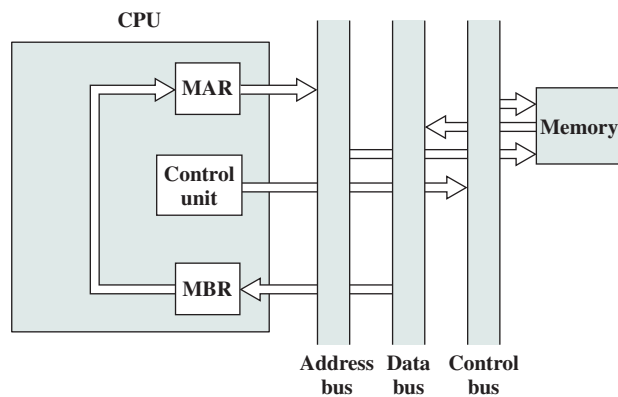 CPU
MAR
Memory
Control
unit
MBR
Address
bus
Data
bus
Control
bus